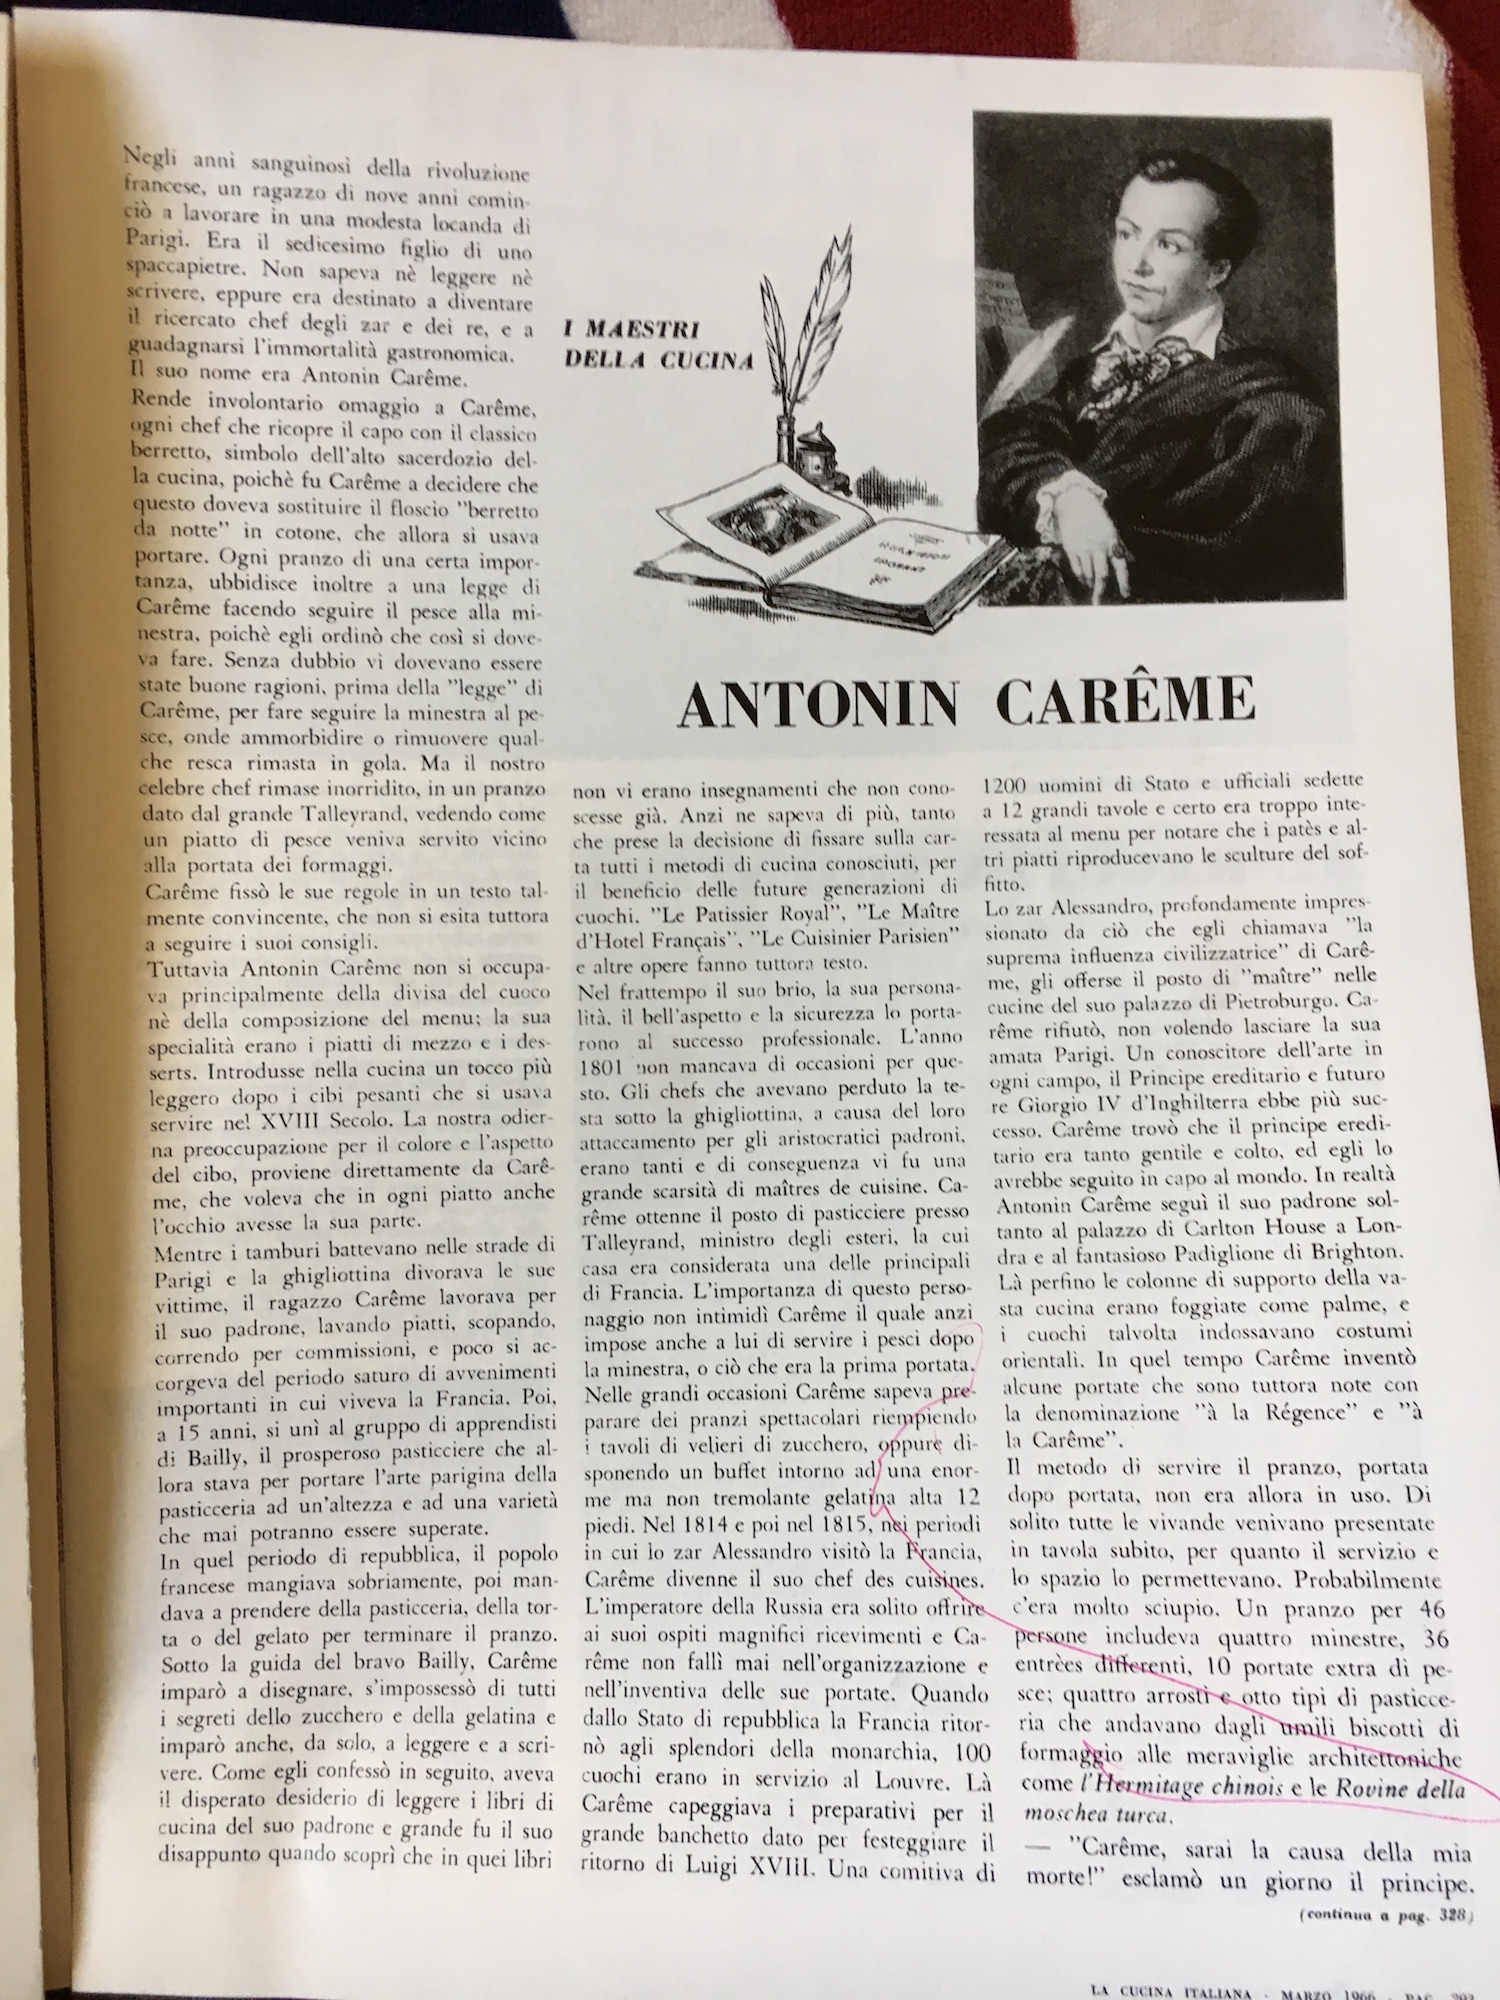 Negli anni sanguinosi della rivoluzione
francese, un ragazzo di nove anni comin-
ciò a lavorare in una modesta locanda di
Parigi. Era il sedicesimo figlio di uno
spaccapietre. Non sapeva nè leggere nè
scrivere, eppure era destinato a diventare
il ricercato chef degli zar e dei re, e a
guadagnarsi l'immortalità gastronomica.
Il suo nome era Antonin Carême.
Rende involontario omaggio a Carême,
ogni chef che ricopre il capo con il classico
berretto, simbolo dell'alto sacerdozio del-
la cucina, poichè fu Carême a decidere che
questo doveva sostituire il floscio "berretto
da notte" in cotone, che allora si usava
portare. Ogni pranzo di una certa impor-
tanza, ubbidisce inoltre a una legge di
Carême facendo seguire il pesce alla mi-
nestra, poichè egli ordinò che così si dove-
va fare. Senza dubbio vi dovevano essere
state buone ragioni, prima della "legge" di
Carême, per fare seguire la minestra al pe-
sce, onde ammorbidire o rimuovere qual-
che resca rimasta in gola. Ma il nostro
celebre chef rimase inorridito, in un pranzo
dato dal grande Talleyrand, vedendo come
un piatto di pesce veniva servito vicino
alla portata dei formaggi.
Carême fissò le sue regole in un testo tal-
mente convincente, che non si esita tuttora
a seguire i suoi consigli.
Tuttavia Antonin Carême non si occupa-
va principalmente della divisa del cuoco
nè della composizione del menu; la sua
specialità erano i piatti di mezzo e i des-
serts. Introdusse nella cucina un tocco più
leggero dopo i cibi pesanti che si usava
servire nel XVIII Secolo. La nostra odier-
na preoccupazione per il colore e l'aspetto
del cibo, proviene direttamente da Carê-
me, che voleva che in ogni piatto anche
l'occhio avesse la sua parte.
Mentre i tamburi battevano nelle strade di
Parigi e la ghigliottina divorava le sue
vittime, il ragazzo Carême lavorava per
il suo padrone, lavando piatti, scopando,
correndo per commissioni, e poco si ac-
corgeva del periodo saturo di avvenimenti
importanti in cui viveva la Francia. Poi,
a 15 anni, si unì al gruppo di apprendisti
di Bailly, il prosperoso pasticciere che al-
lora stava per portare l'arte parigina della
pasticceria ad un'altezza e ad una varietà
che mai potranno essere superate.
In quel periodo di repubblica, il popolo
francese mangiava sobriamente, poi man-
dava a prendere della pasticceria, della tor-
ta o del gelato per terminare il pranzo.
Sotto la guida del bravo Bailly, Carême
imparò a disegnare, s'impossessò di tutti
i segreti dello zucchero e della gelatina e
imparò anche, da solo, a leggere e a scri-
vere. Come egli confessò in seguito, aveva
il disperato desiderio di leggere i libri di
cucina del suo padrone e grande fu il suo
disappunto quando scoprì che in quei libri
I MAESTRI
DELLA CUCINA
ANTONIN CARÊME
non vi erano insegnamenti che non cono-
scesse già. Anzi ne sapeva di più, tanto
che prese la decisione di fissare sulla car-
ta tutti i metodi di cucina conosciuti, per
il beneficio delle future generazioni di
cuochi. "Le Patissier Royal", "Le Maître
d'Hotel Français", "Le Cuisinier Parisien"
e altre opere fanno tuttora testo.
Nel frattempo il suo brio, la sua persona-
lità, il bell'aspetto e la sicurezza lo porta-
rono al successo professionale. L'anno
1801 non mancava di occasioni per que-
sto. Gli chefs che avevano perduto la te-
sta sotto la ghigliottina, a causa del loro
attaccamento per gli aristocratici padroni,
erano tanti e di conseguenza vi fu una
grande scarsità di maîtres de cuisine. Ca-
rême ottenne il posto di pasticciere presso
Talleyrand, ministro degli esteri, la cui
casa era considerata una delle principali
di Francia. L'importanza di questo perso-
naggio non intimidì Carême il quale anzi
impose anche a lui di servire i pesci dopo
la minestra, o ciò che era la prima portata.
Nelle grandi occasioni Carême sapeva pre-
parare dei pranzi spettacolari riempiendo
i tavoli di velieri di zucchero, oppure di-
sponendo un buffet intorno ad una enor-
me ma non tremolante gelatina alta 12
piedi. Nel 1814 e poi nel 1815, nei periodi
in cui lo zar Alessandro visitò la Francia,
Carême divenne il suo chef des cuisines.
L'imperatore della Russia era solito offrire
ai suoi ospiti magnifici ricevimenti e Ca-
rême non fallì mai nell'organizzazione e
nell'inventiva delle sue portate. Quando
dallo Stato di repubblica la Francia ritor-
nò agli splendori della monarchia, 100
cuochi erano in servizio al Louvre. Là
Carême capeggiava i preparativi per il
grande banchetto dato per festeggiare il
ritorno di Luigi XVIII. Una comitiva di
1200 uomini di Stato e ufficiali sedette
a 12 grandi tavole e certo era troppo inte-
ressata al menu per notare che i patès e al-
tri piatti riproducevano le sculture del sof-
fitto.
Lo zar Alessandro, profondamente impres-
sionato da ciò che egli chiamava "la
suprema influenza civilizzatrice" di Carê-
me, gli offerse il posto di "maître" nelle
cucine del suo palazzo di Pietroburgo. Ca-
rême rifiutò, non volendo lasciare la sua
amata Parigi. Un conoscitore dell'arte in
ogni campo, il Principe ereditario e futuro
re Giorgio IV d'Inghilterra ebbe più suc-
cesso. Carême trovò che il principe eredi-
tario era tanto gentile e colto, ed egli lo
avrebbe seguito in capo al mondo. In realtà
Antonin Carême seguì il suo padrone sol-
tanto al palazzo di Carlton House a Lon-
dra e al fantasioso Padiglione di Brighton.
Là perfino le colonne di supporto della va-
sta cucina erano foggiate come palme, e
i cuochi talvolta indossavano costumi
orientali. In quel tempo Carême inventò
alcune portate che sono tuttora note con
la denominazione "à la Régence" e "à
la Carême".
Il metodo di servire il pranzo, portata
dopo portata, non era allora in uso. Di
solito tutte le vivande venivano presentate
in tavola subito, per quanto il servizio e
lo spazio lo permettevano. Probabilmente
c'era molto sciupio. Un pranzo per 46
persone includeva quattro minestre, 36
entrèes differenti, 10 portate extra di pe-
sce; quattro arrosti e otto tipi di pasticce-
ria che andavano dagli umili biscotti di
formaggio alle meraviglie architettoniche
come l'Hermitage chinois e le Rovine della
moschea turca.
— "Carême, sarai la causa della mia
morte!" esclamò un giorno il principe.
(continua a pag. 328)
LA CUCINA ITALIANA - MARZO 1966 - PAG.